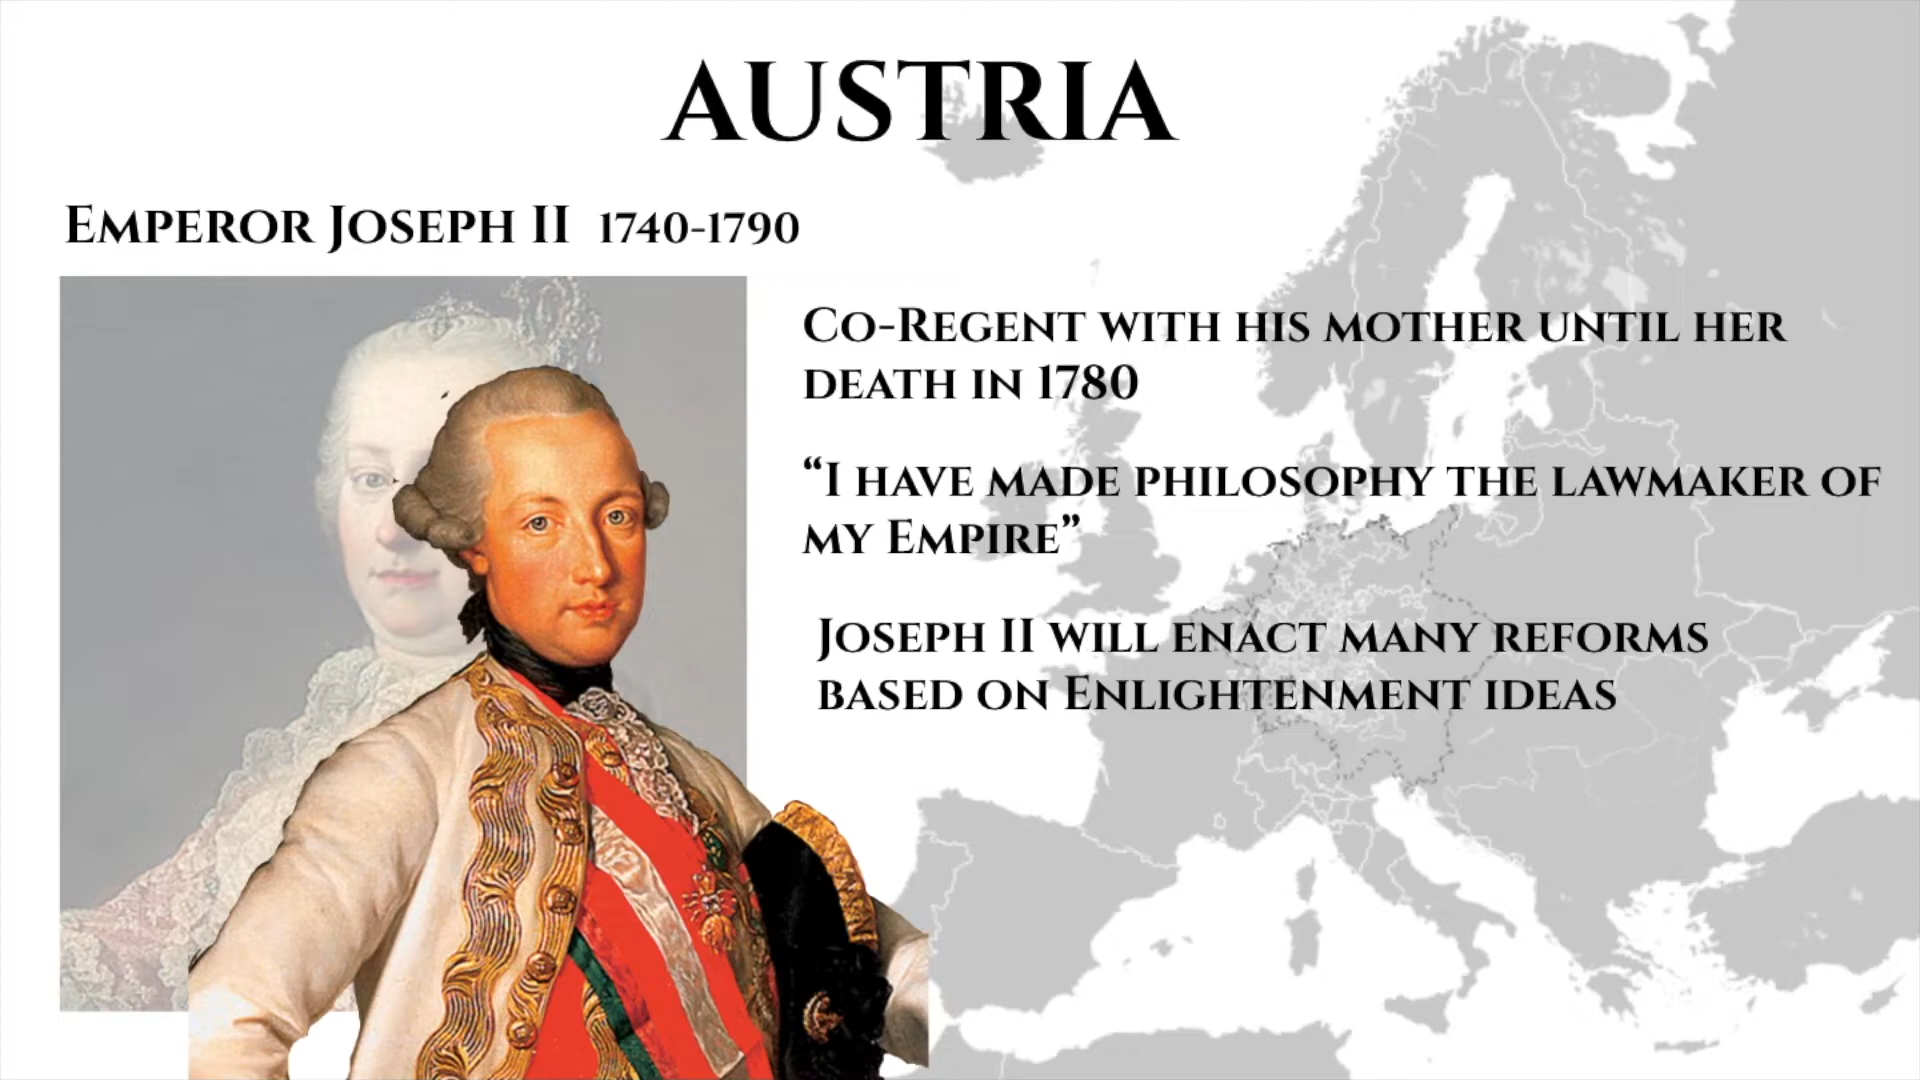 AUSTRIA
Emperor Joseph II 1740-1790
Co-Regent with his mother until her
death in 1780
“I have made philosophy the lawmaker of
my Empire”
Joseph II will enact many reforms
based on Enlightenment ideas